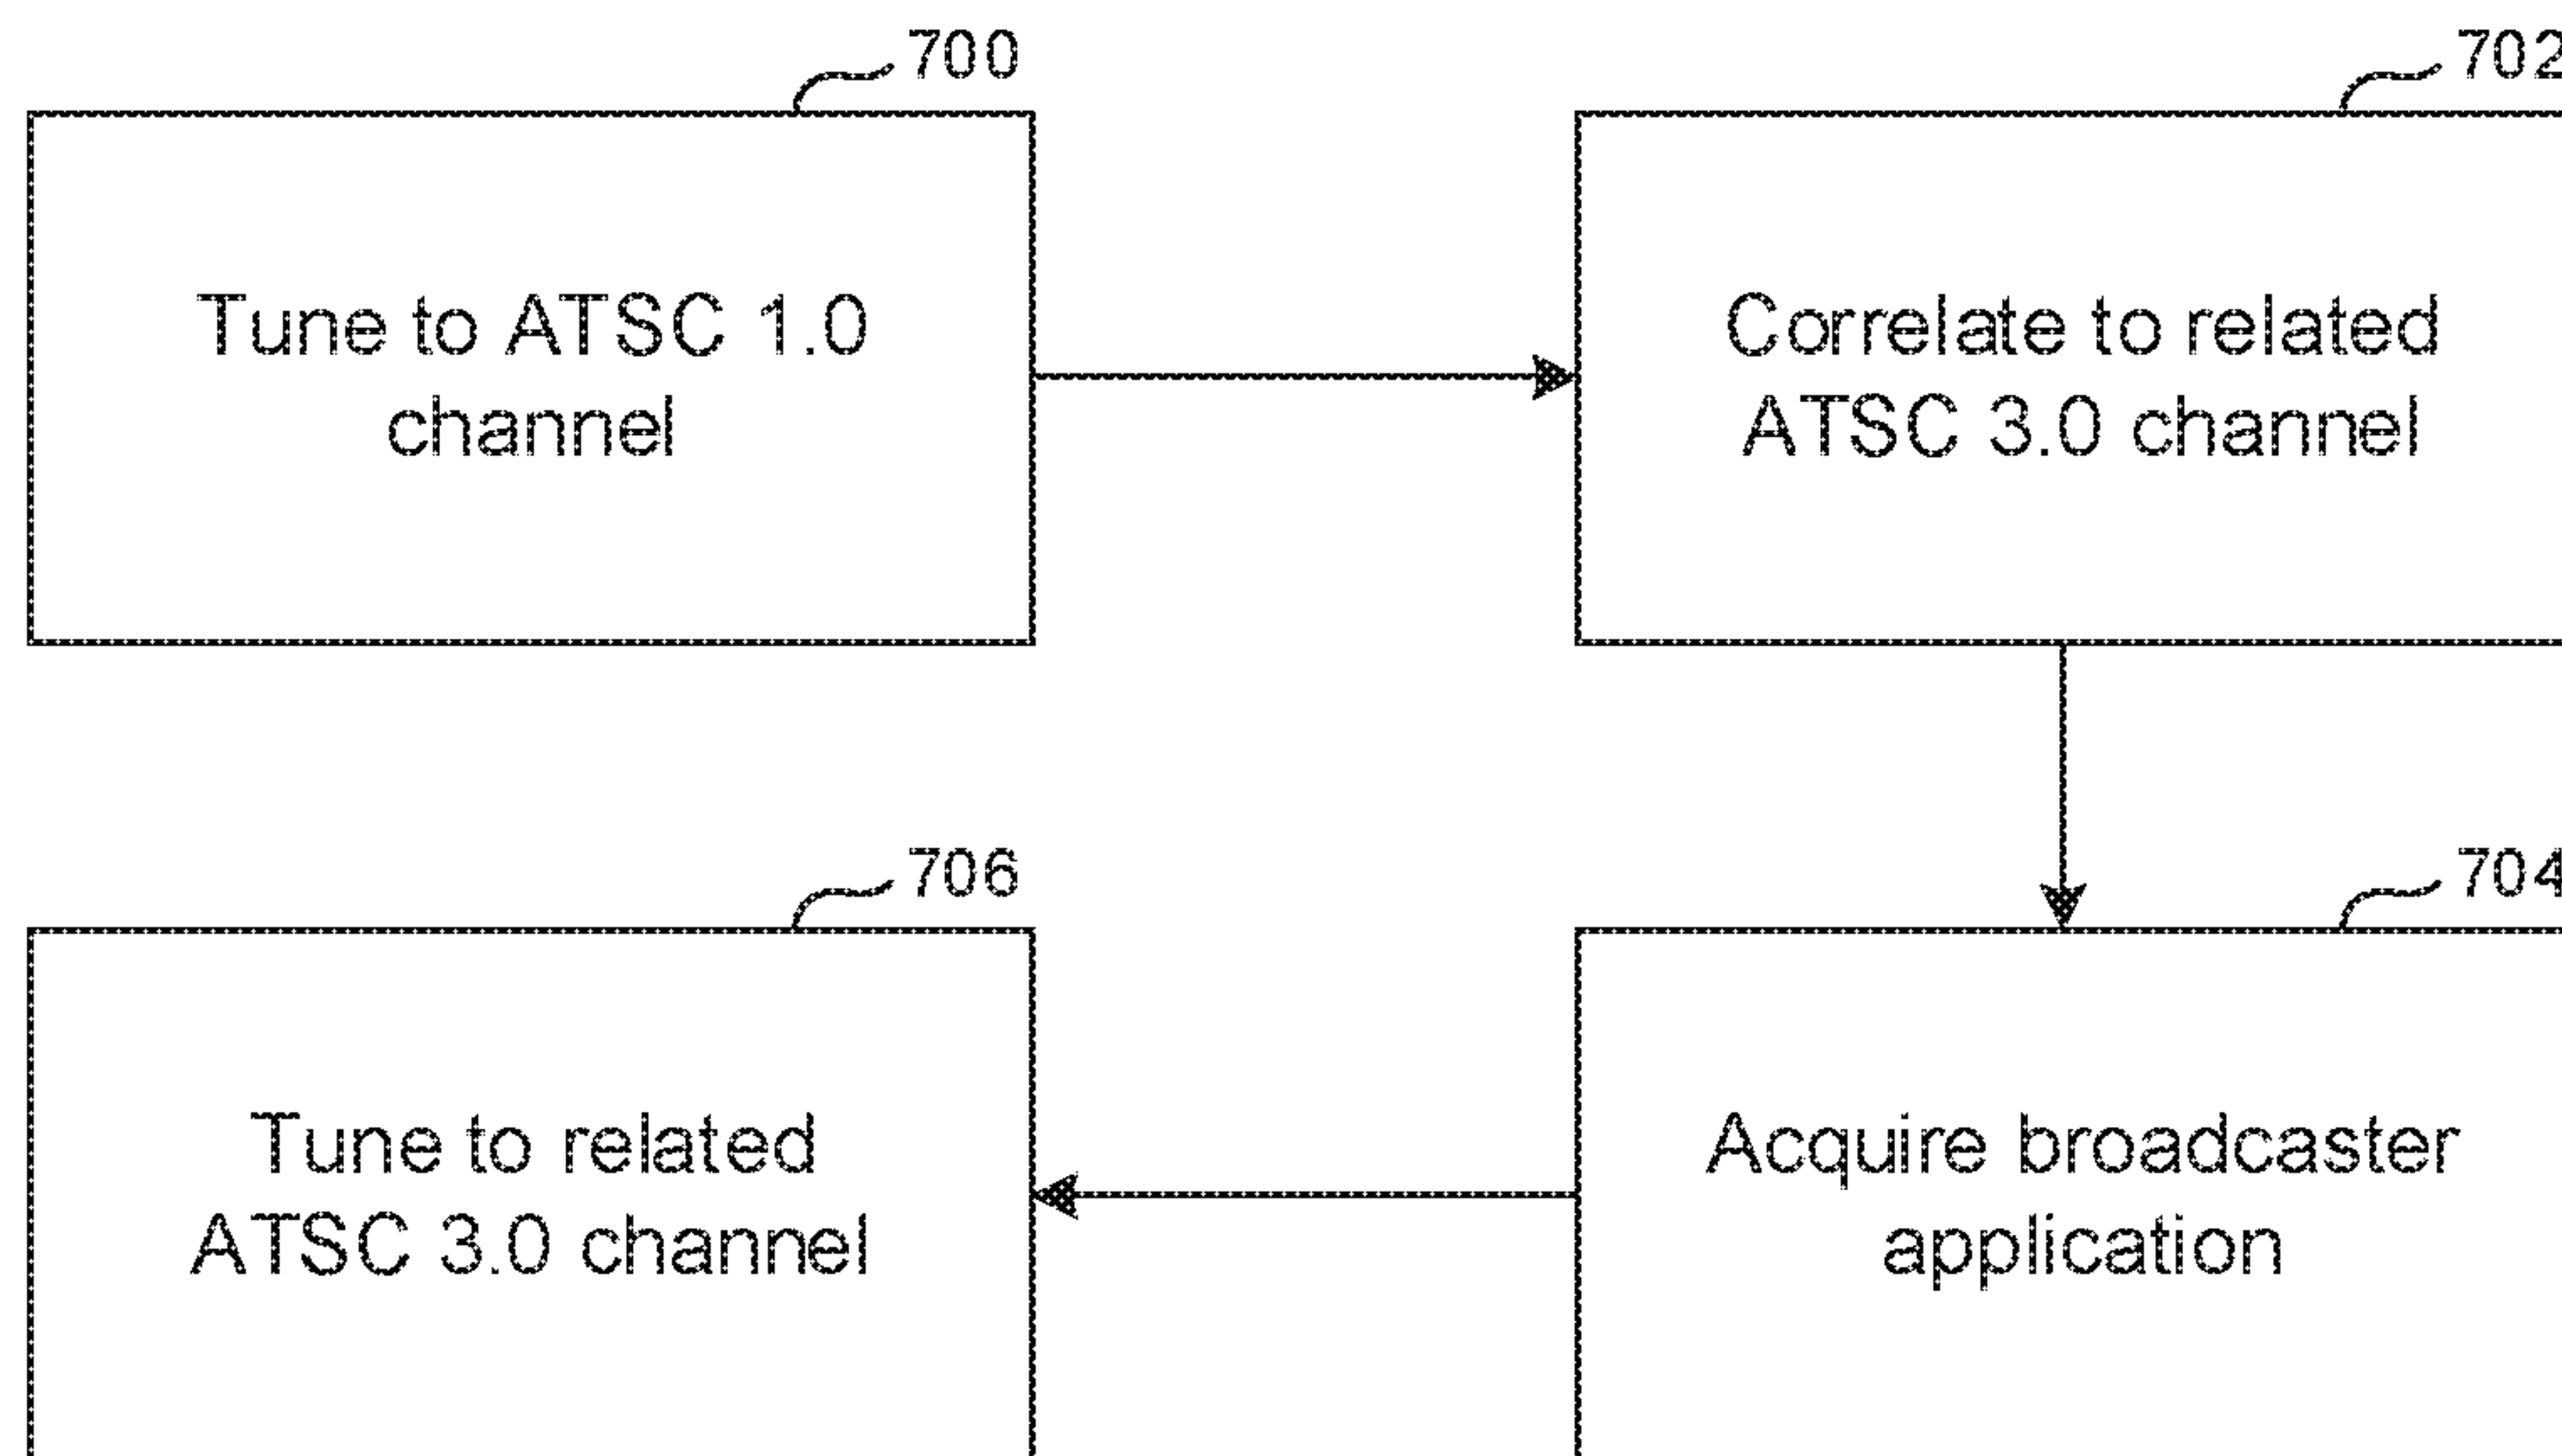 700
Tune to ATSC 1.0
channel
702
Correlate to related
ATSC 3.0 channel
704
Acquire broadcaster
application
706
Tune to related
ATSC 3.0 channel